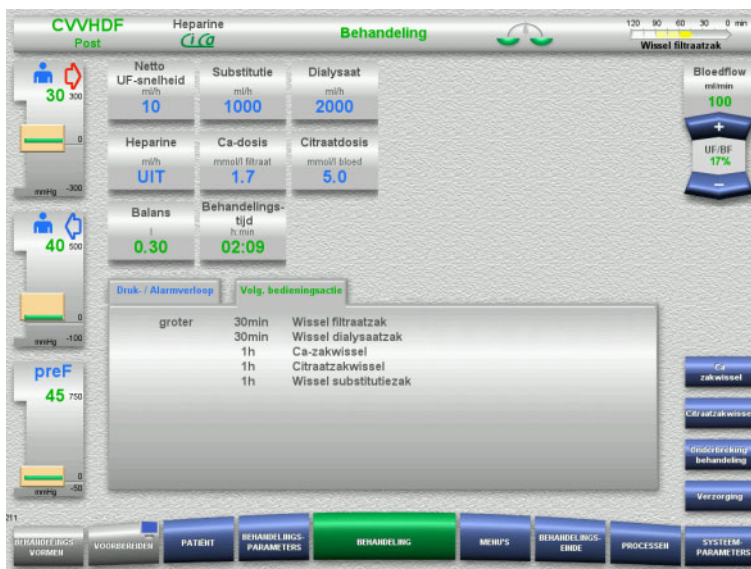 CVVHDF
Post
Heparine
CiCa
Behandeling
120 90 60 30 0 min
Wissel filtraatzak
30
300
0
mmHg -300
40
500
0
mmHg -100
preF
45
750
0
mmHg -50
Netto
UF-snelheid
ml/h
10
Substitutie
ml/h
1000
Dialysaat
ml/h
2000
Heparine
ml/h
UIT
Ca-dosis
mmol/l filtraat
1.7
Citraatdosis
mmol/l bloed
5.0
Balans
l
0.30
Behandelings-
tijd
h:min
02:09
Bloedflow
ml/min
100
+
UF/BF
17%
−
Druk- / Alarmverloop
Volg. bedieningsactie
groter 30min Wissel filtraatzak
30min Wissel dialysaatzak
1h Ca-zakwissel
1h Citraatzakwissel
1h Wissel substitutiezak
Ca
zakwissel
Citraatzakwissel
Onderbreking
behandeling
Verzorging
211
BEHANDELINGS
VORMEN
VOORBEREIDEN
PATIËNT
BEHANDELINGS-
PARAMETERS
BEHANDELING
MENU'S
BEHANDELINGS-
EINDE
PROCESSEN
SYSTEEM-
PARAMETERS